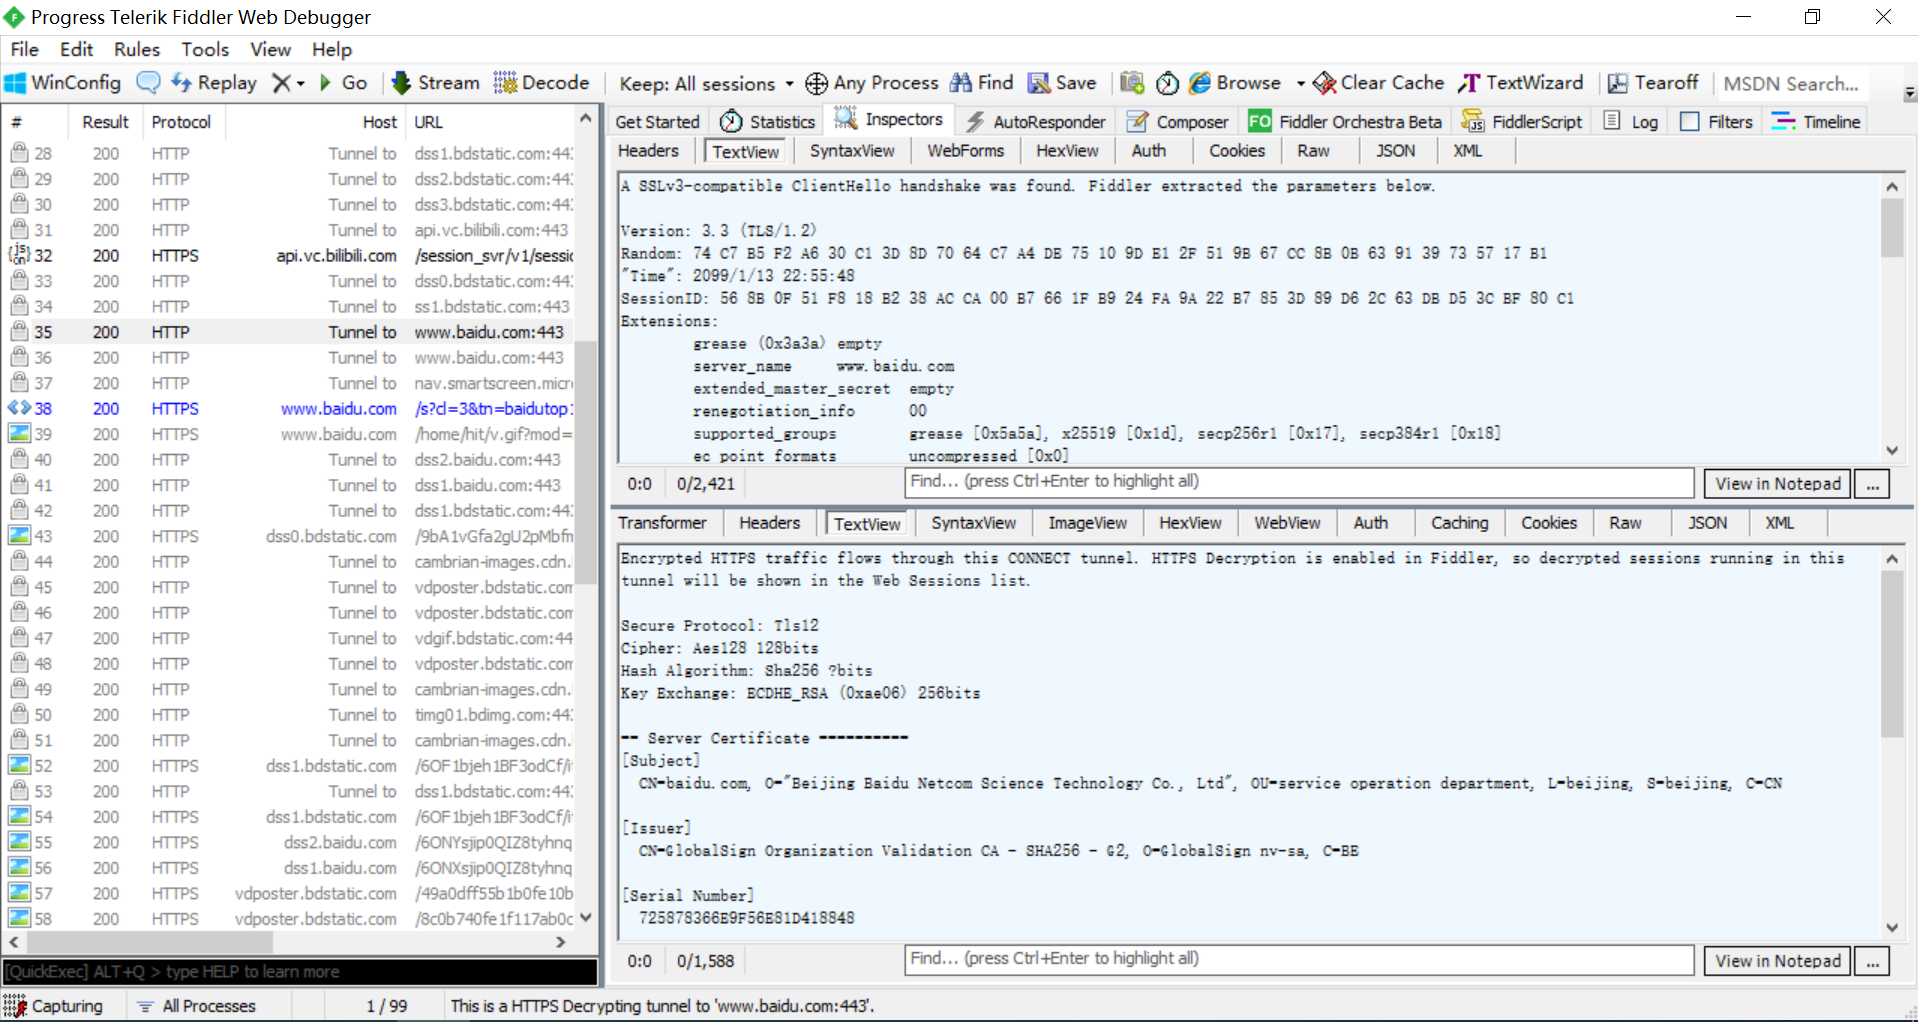 Progress Telerik Fiddler Web Debugger
File Edit Rules Tools View Help
WinConfig Replay Go Stream Decode Keep: All sessions Any Process Find Save Browse Clear Cache TextWizard Tearoff MSDN Search...
# Result Protocol Host URL
28 200 HTTP Tunnel to dss1.bdstatic.com:443
29 200 HTTP Tunnel to dss2.bdstatic.com:443
30 200 HTTP Tunnel to dss3.bdstatic.com:443
31 200 HTTP Tunnel to api.vc.bilibili.com:443
32 200 HTTPS api.vc.bilibili.com /session_svr/v1/sessic
33 200 HTTP Tunnel to dss0.bdstatic.com:443
34 200 HTTP Tunnel to ss1.bdstatic.com:443
35 200 HTTP Tunnel to www.baidu.com:443
36 200 HTTP Tunnel to www.baidu.com:443
37 200 HTTP Tunnel to nav.smartscreen.micr
38 200 HTTPS www.baidu.com /s?cl=3&tn=baidutop1
39 200 HTTPS www.baidu.com /home/hit/v.gif?mod=
40 200 HTTP Tunnel to dss2.baidu.com:443
41 200 HTTP Tunnel to dss1.baidu.com:443
42 200 HTTP Tunnel to dss1.bdstatic.com:443
43 200 HTTPS dss0.bdstatic.com /9bA1vGfa2gU2pMbfm
44 200 HTTP Tunnel to cambrian-images.cdn.
45 200 HTTP Tunnel to vdposter.bdstatic.com
46 200 HTTP Tunnel to vdposter.bdstatic.com
47 200 HTTP Tunnel to vdgif.bdstatic.com:44
48 200 HTTP Tunnel to vdposter.bdstatic.com
49 200 HTTP Tunnel to cambrian-images.cdn.
50 200 HTTP Tunnel to timg01.bdimg.com:443
51 200 HTTP Tunnel to cambrian-images.cdn.
52 200 HTTPS dss1.bdstatic.com /6OF1bjeh1BF3odCf/i
53 200 HTTP Tunnel to dss1.bdstatic.com:443
54 200 HTTPS dss1.bdstatic.com /6OF1bjeh1BF3odCf/i
55 200 HTTPS dss2.baidu.com /6ONYsjip0QIZ8tyhnq
56 200 HTTPS dss1.baidu.com /6ONXsjip0QIZ8tyhnq
57 200 HTTPS vdposter.bdstatic.com /49a0dff55b1b0fe10b
58 200 HTTPS vdposter.bdstatic.com /8c0b740fe1f117ab0c
[QuickExec] ALT+Q > type HELP to learn more
Get Started Statistics Inspectors AutoResponder Composer FO Fiddler Orchestra Beta FiddlerScript Log Filters Timeline
Headers TextView SyntaxView WebForms HexView Auth Cookies Raw JSON XML
A SSLv3-compatible ClientHello handshake was found. Fiddler extracted the parameters below.
Version: 3.3 (TLS/1.2)
Random: 74 C7 B5 F2 A6 30 C1 3D 8D 70 64 C7 A4 DE 75 10 9D E1 2F 51 9B 67 CC 8B 0B 63 91 39 73 57 17 B1
"Time": 2099/1/13 22:55:48
SessionID: 56 8B 0F 51 F8 18 B2 38 AC CA 00 B7 66 1F B9 24 FA 9A 22 B7 85 3D 89 D6 2C 63 DB D5 3C BF 80 C1
Extensions:
grease (0x3a3a) empty
server_name www.baidu.com
extended_master_secret empty
renegotiation_info 00
supported_groups grease [0x5a5a], x25519 [0x1d], secp256r1 [0x17], secp384r1 [0x18]
ec_point_formats uncompressed [0x0]
0:0 0/2,421 Find... (press Ctrl+Enter to highlight all) View in Notepad ...
Transformer Headers TextView SyntaxView ImageView HexView WebView Auth Caching Cookies Raw JSON XML
Encrypted HTTPS traffic flows through this CONNECT tunnel. HTTPS Decryption is enabled in Fiddler, so decrypted sessions running in this
tunnel will be shown in the Web Sessions list.
Secure Protocol: Tls12
Cipher: Aes128 128bits
Hash Algorithm: Sha256 ?bits
Key Exchange: ECDHE_RSA (0xae06) 256bits
== Server Certificate ==========
[Subject]
CN=baidu.com, O="Beijing Baidu Netcom Science Technology Co., Ltd", OU=service operation department, L=beijing, S=beijing, C=CN
[Issuer]
CN=GlobalSign Organization Validation CA - SHA256 - G2, O=GlobalSign nv-sa, C=BE
[Serial Number]
725878366E9F56E81D418848
0:0 0/1,588 Find... (press Ctrl+Enter to highlight all) View in Notepad ...
Capturing All Processes 1 / 99 This is a HTTPS Decrypting tunnel to 'www.baidu.com:443'.